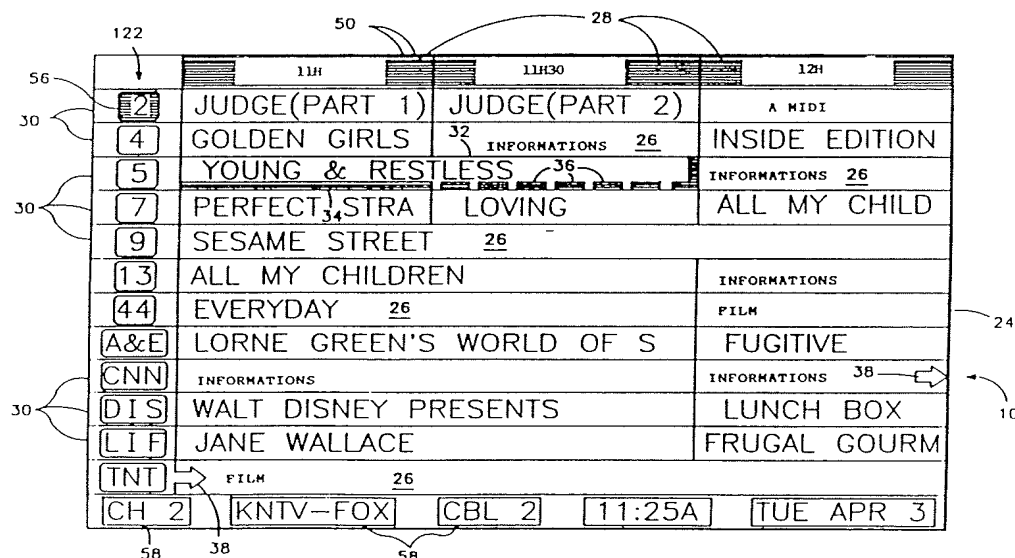 50 28
122
11H 11H30 12H
56
2 JUDGE(PART 1) JUDGE(PART 2) A MIDI
30
4 GOLDEN GIRLS 32 INFORMATIONS 26 INSIDE EDITION
5 YOUNG & RESTLESS 36 INFORMATIONS 26
30
7 PERFECT STRA 34 LOVING ALL MY CHILD
9 SESAME STREET 26
13 ALL MY CHILDREN INFORMATIONS
44 EVERYDAY 26 FILM
24
A&E LORNE GREEN'S WORLD OF S FUGITIVE
CNN INFORMATIONS INFORMATIONS 38
30 10
DIS WALT DISNEY PRESENTS LUNCH BOX
LIF JANE WALLACE FRUGAL GOURM
TNT FILM 26
CH 2 KNTV-FOX CBL 2 11:25A TUE APR 3
58 38 58